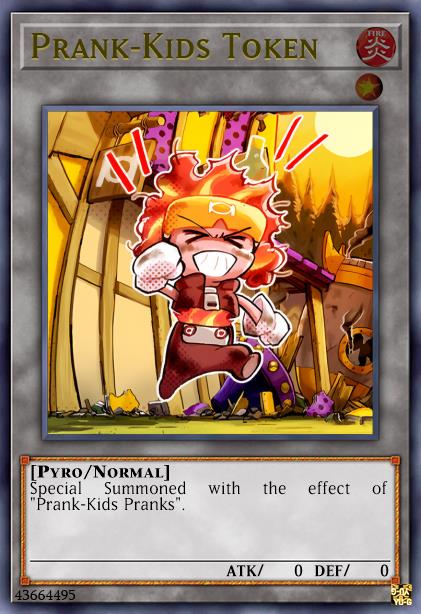 PRANK-KIDS TOKEN
FIRE
炎
[PYRO/NORMAL]
Special Summoned with the effect of
"Prank-Kids Pranks".
ATK/ 0 DEF/ 0
43664495